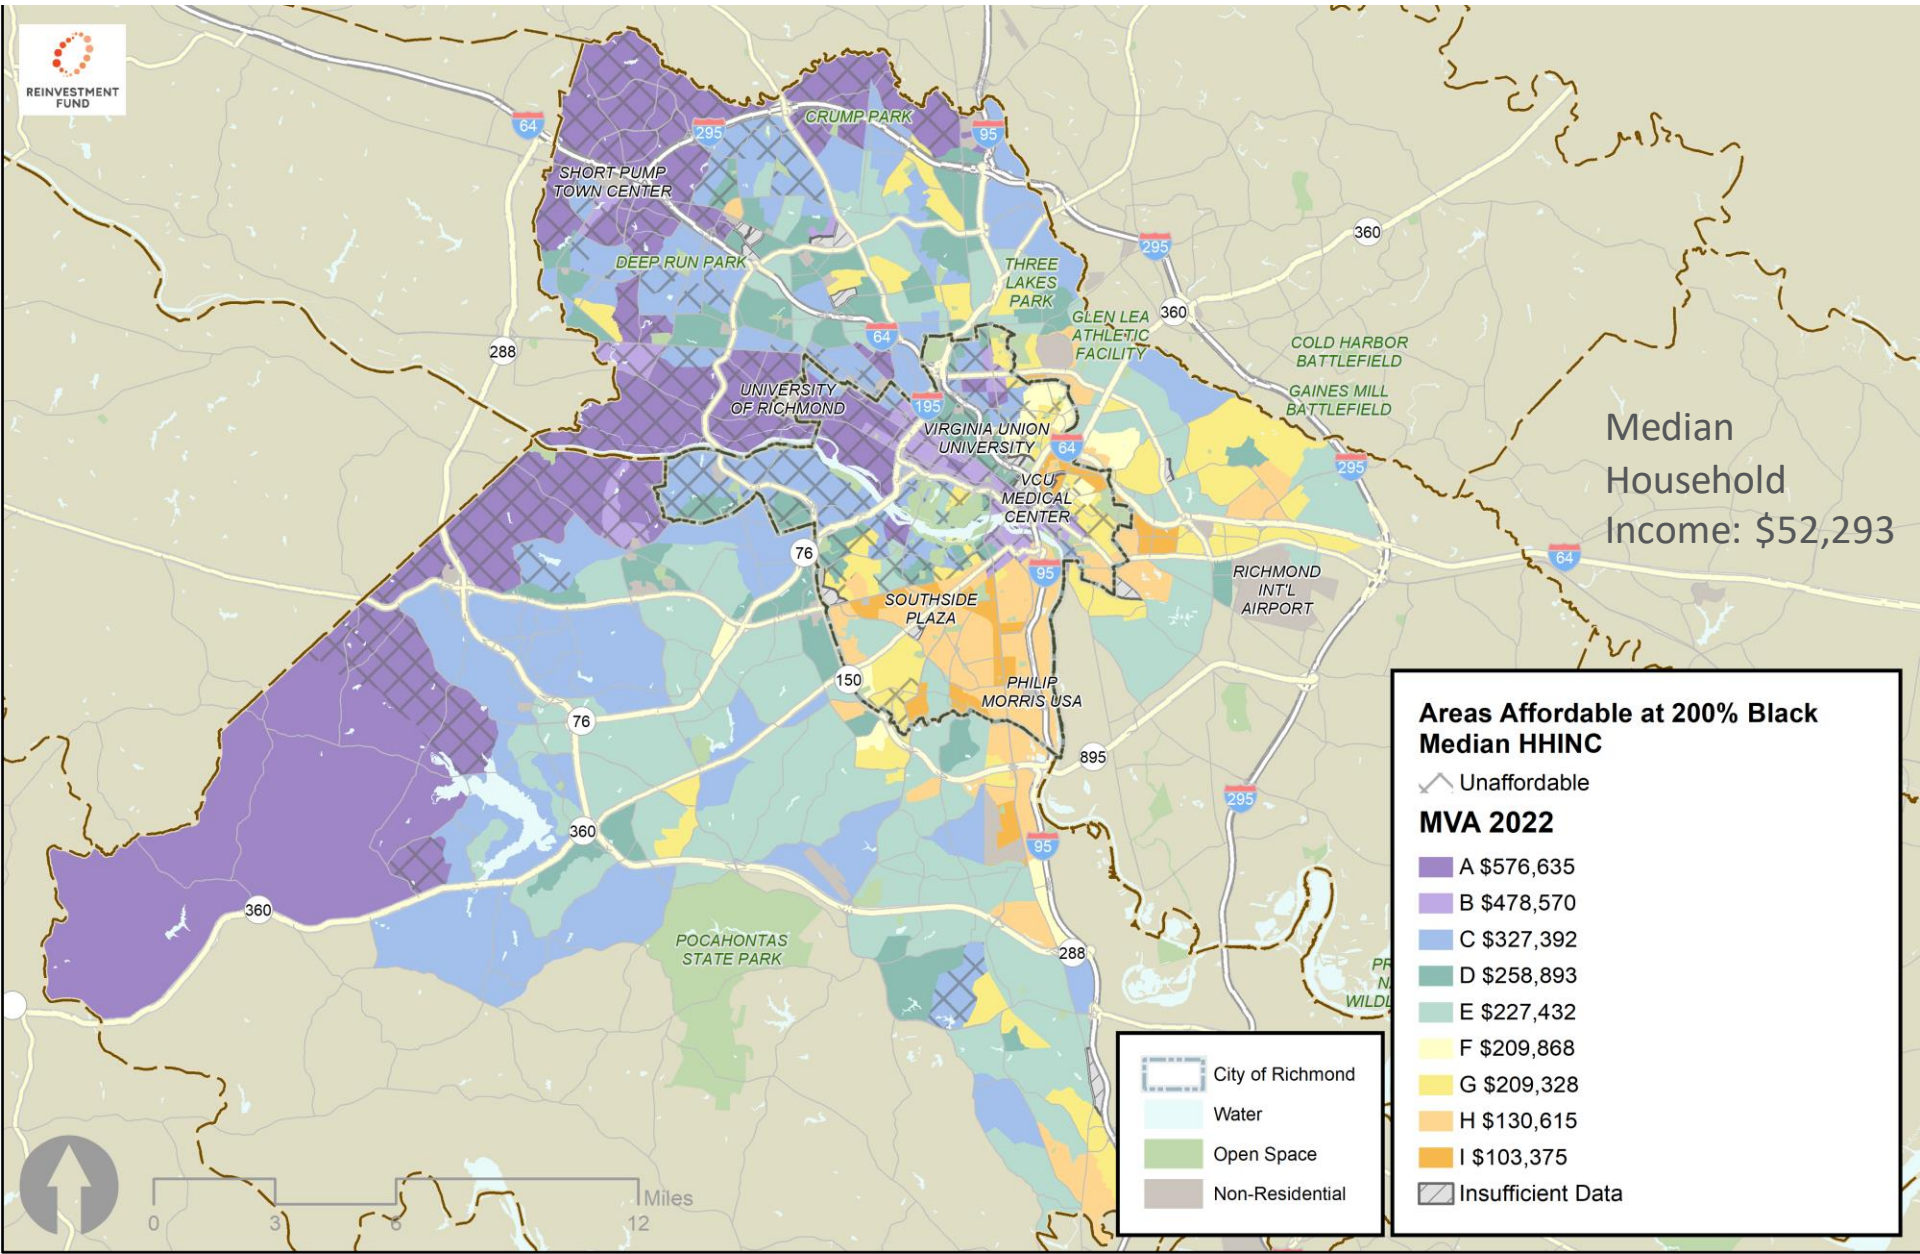 REINVESTMENT
FUND
64
295
CRUMP PARK
95
SHORT PUMP
TOWN CENTER
360
295
DEEP RUN PARK
THREE
LAKES
PARK
360
GLEN LEA
ATHLETIC
FACILITY
64
288
COLD HARBOR
BATTLEFIELD
UNIVERSITY
OF RICHMOND
GAINES MILL
BATTLEFIELD
195
VIRGINIA UNION
UNIVERSITY
64
295
Median
Household
Income: $52,293
VCU
MEDICAL
CENTER
76
95
64
RICHMOND
INT'L
AIRPORT
SOUTHSIDE
PLAZA
150
PHILIP
MORRIS USA
76
895
295
360
95
360
POCAHONTAS
STATE PARK
288
Areas Affordable at 200% Black
Median HHINC
Unaffordable
MVA 2022
A $576,635
B $478,570
C $327,392
D $258,893
E $227,432
F $209,868
G $209,328
H $130,615
I $103,375
Insufficient Data
City of Richmond
Water
Open Space
Non-Residential
Miles
0 3 6 12